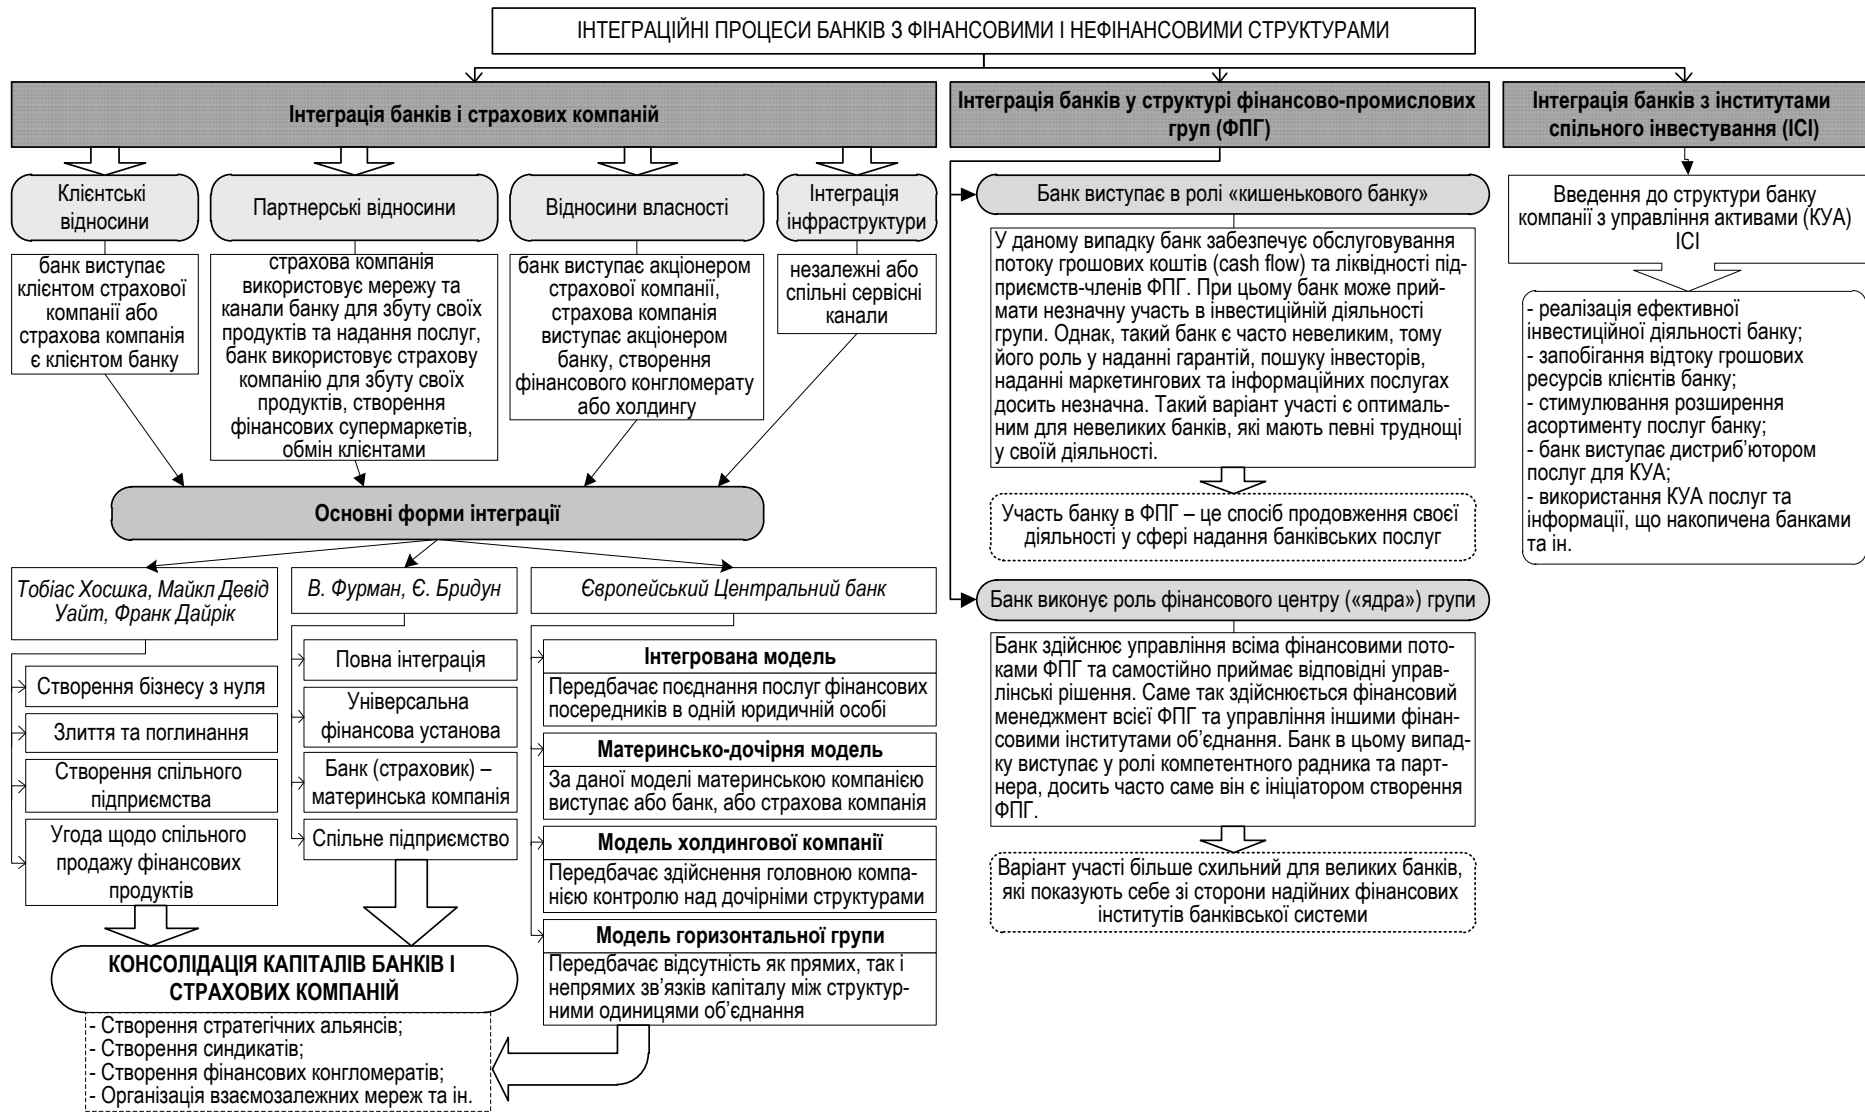 ІНТЕГРАЦІЙНІ ПРОЦЕСИ БАНКІВ З ФІНАНСОВИМИ І НЕФІНАНСОВИМИ СТРУКТУРАМИ
Інтеграція банків і страхових компаній
Клієнтські
відносини
Партнерські відносини
Відносини власності
Інтеграція
інфраструктури
банк виступає
клієнтом страхової
компанії або
страхова компанія
є клієнтом банку
страхова компанія
використовує мережу та
канали банку для збуту своїх
продуктів та надання послуг,
банк використовує страхову
компанію для збуту своїх
продуктів, створення
фінансових супермаркетів,
обмін клієнтами
банк виступає акціонером
страхової компанії,
страхова компанія
виступає акціонером
банку, створення
фінансового конгломерату
або холдингу
незалежні або
спільні сервісні
канали
Основні форми інтеграції
Тобіас Хосшка, Майкл Девід
Уайт, Франк Дайрік
Створення бізнесу з нуля
Злиття та поглинання
Створення спільного
підприємства
Угода щодо спільного
продажу фінансових
продуктів
В. Фурман, Є. Бридун
Повна інтеграція
Універсальна
фінансова установа
Банк (страховик) –
материнська компанія
Спільне підприємство
Європейський Центральний банк
Інтегрована модель
Передбачає поєднання послуг фінансових
посередників в одній юридичній особі
Материнсько-дочірня модель
За даної моделі материнською компанією
виступає або банк, або страхова компанія
Модель холдингової компанії
Передбачає здійснення головною компа-
нією контролю над дочірніми структурами
Модель горизонтальної групи
Передбачає відсутність як прямих, так і
непрямих зв’язків капіталу між структур-
ними одиницями об’єднання
КОНСОЛІДАЦІЯ КАПІТАЛІВ БАНКІВ І
СТРАХОВИХ КОМПАНІЙ
- Створення стратегічних альянсів;
- Створення синдикатів;
- Створення фінансових конгломератів;
- Організація взаємозалежних мереж та ін.
Інтеграція банків у структурі фінансово-промислових
груп (ФПГ)
Банк виступає в ролі «кишенькового банку»
У даному випадку банк забезпечує обслуговування
потоку грошових коштів (cash flow) та ліквідності під-
приємств-членів ФПГ. При цьому банк може прий-
мати незначну участь в інвестиційній діяльності
групи. Однак, такий банк є часто невеликим, тому
його роль у наданні гарантій, пошуку інвесторів,
наданні маркетингових та інформаційних послугах
досить незначна. Такий варіант участі є оптималь-
ним для невеликих банків, які мають певні труднощі
у своїй діяльності.
Участь банку в ФПГ – це спосіб продовження своєї
діяльності у сфері надання банківських послуг
Банк виконує роль фінансового центру («ядра») групи
Банк здійснює управління всіма фінансовими пото-
ками ФПГ та самостійно приймає відповідні управ-
лінські рішення. Саме так здійснюється фінансовий
менеджмент всієї ФПГ та управління іншими фінан-
совими інститутами об’єднання. Банк в цьому випад-
ку виступає у ролі компетентного радника та парт-
нера, досить часто саме він є ініціатором створення
ФПГ.
Варіант участі більше схильний для великих банків,
які показують себе зі сторони надійних фінансових
інститутів банківської системи
Інтеграція банків з інститутами
спільного інвестування (ІСІ)
Введення до структури банку
компанії з управління активами (КУА)
ІСІ
- реалізація ефективної
інвестиційної діяльності банку;
- запобігання відтоку грошових
ресурсів клієнтів банку;
- стимулювання розширення
асортименту послуг банку;
- банк виступає дистриб’ютором
послуг для КУА;
- використання КУА послуг та
інформації, що накопичена банками
та ін.